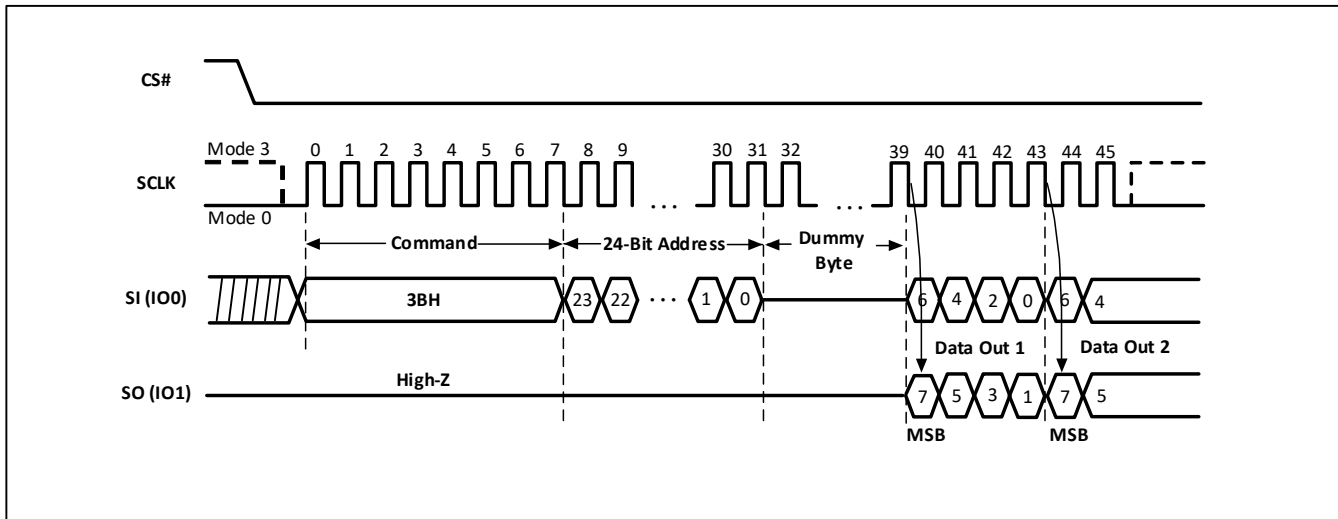 CS#
Mode 3
0 1 2 3 4 5 6 7 8 9 30 31 32 39 40 41 42 43 44 45
SCLK
... ...
Mode 0
Command 24-Bit Address Dummy
Byte
SI (IO0) 3BH 23 22 ... 1 0 6 4 2 0 6 4
Data Out 1 Data Out 2
SO (IO1) High-Z 7 5 3 1 7 5
MSB MSB